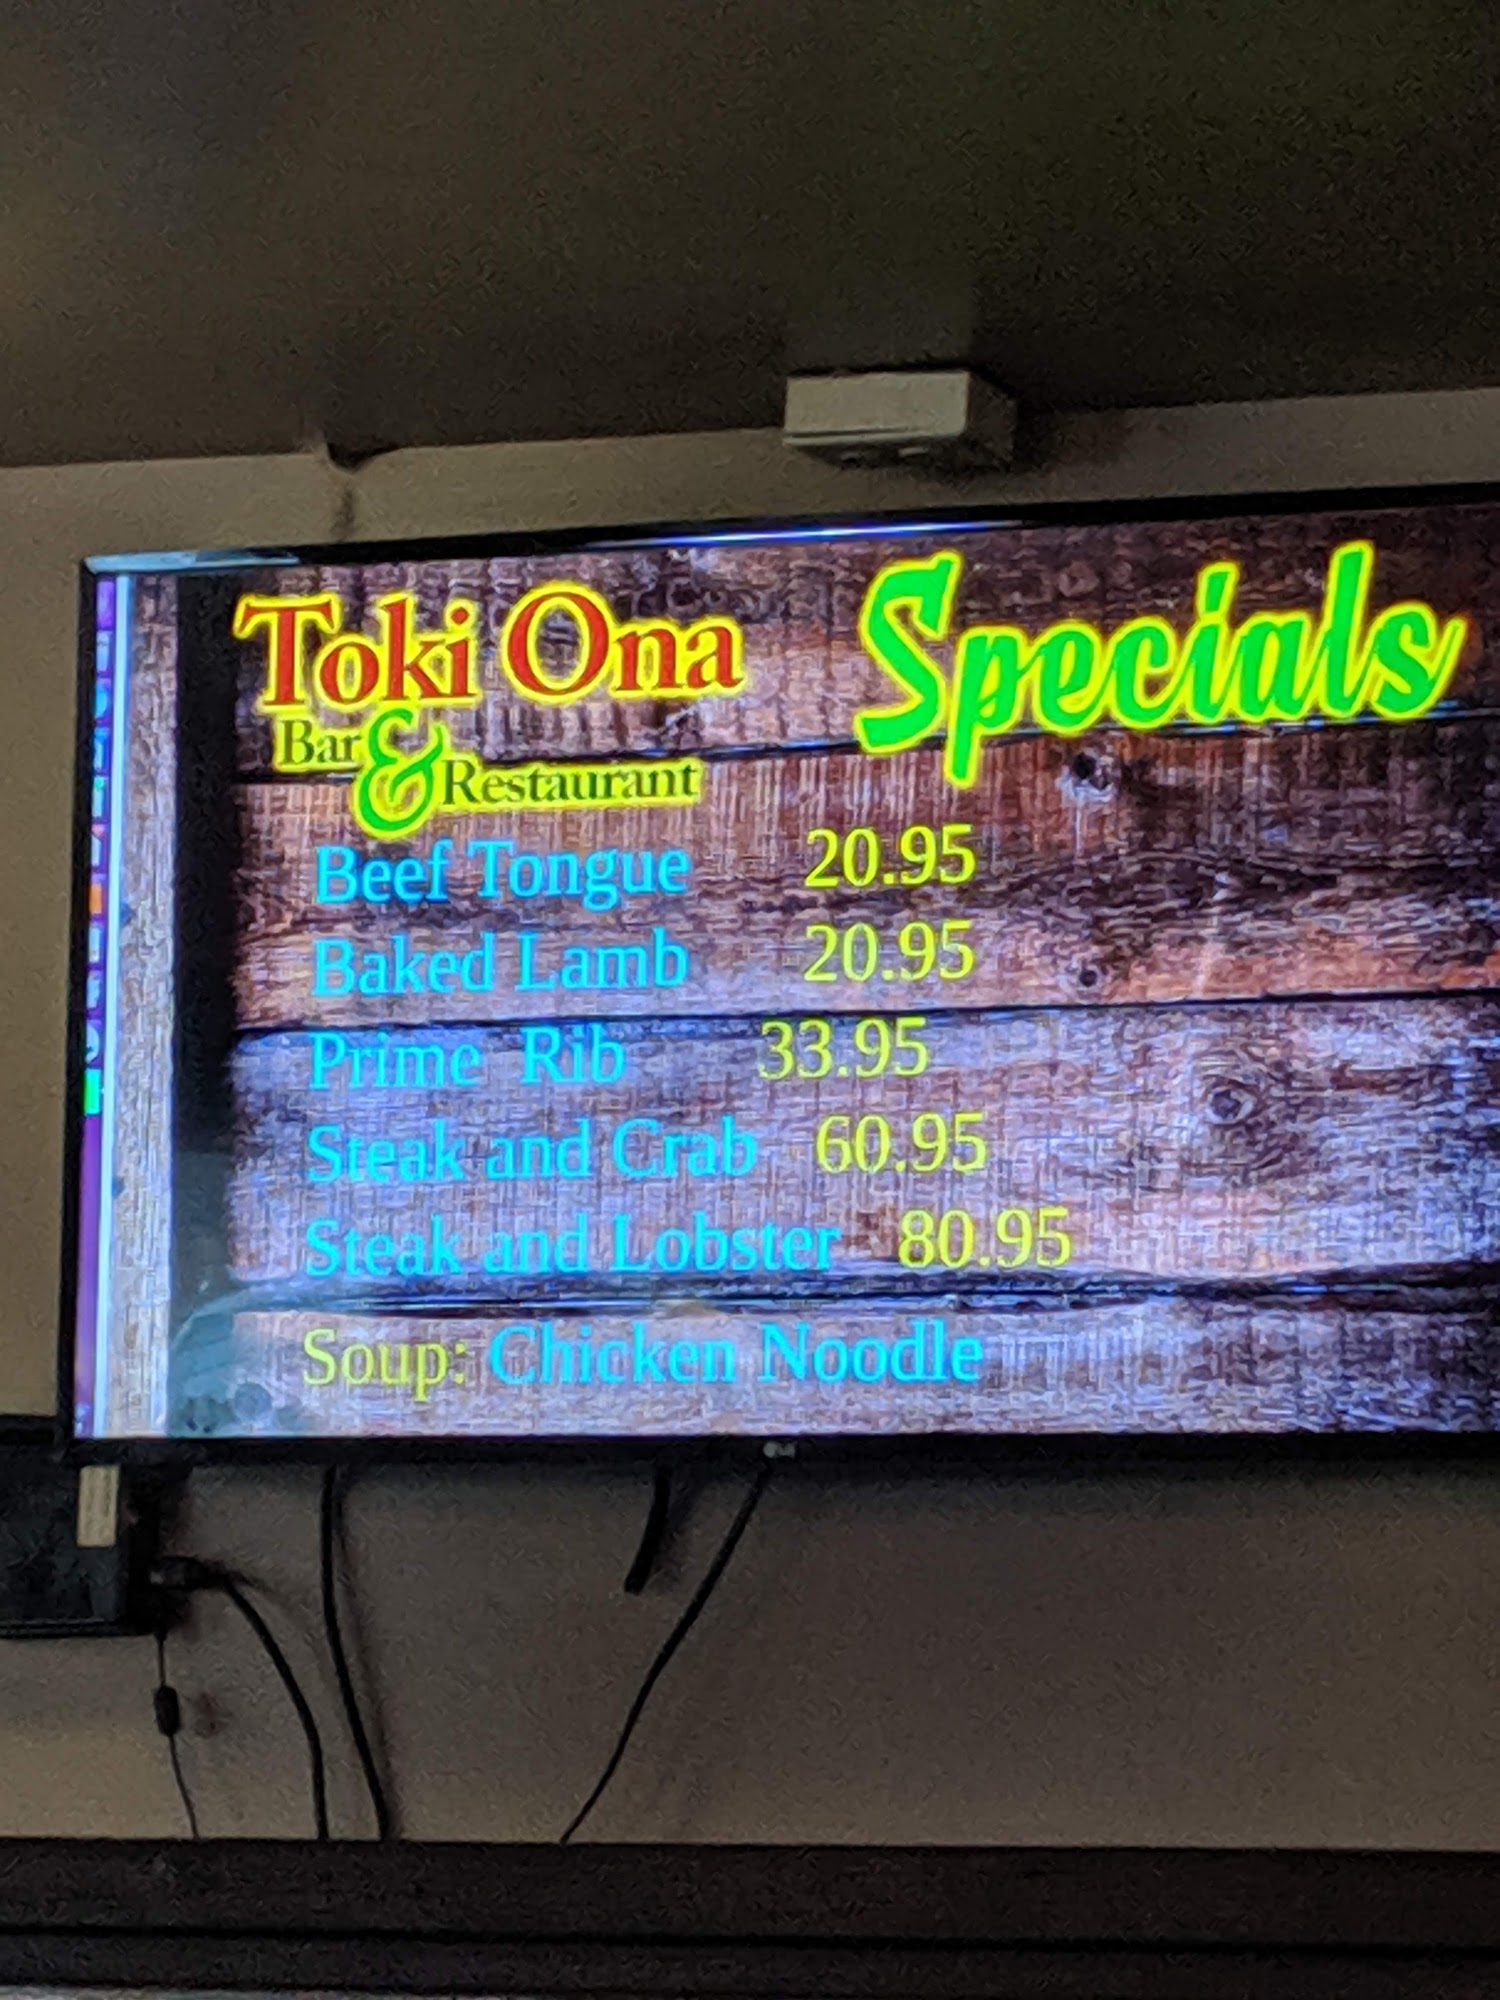 Toki Ona
Bar & Restaurant
Specials
Beef Tongue 20.95
Baked Lamb 20.95
Prime Rib 33.95
Steak and Crab 60.95
Steak and Lobster 80.95
Soup: Chicken Noodle
LG